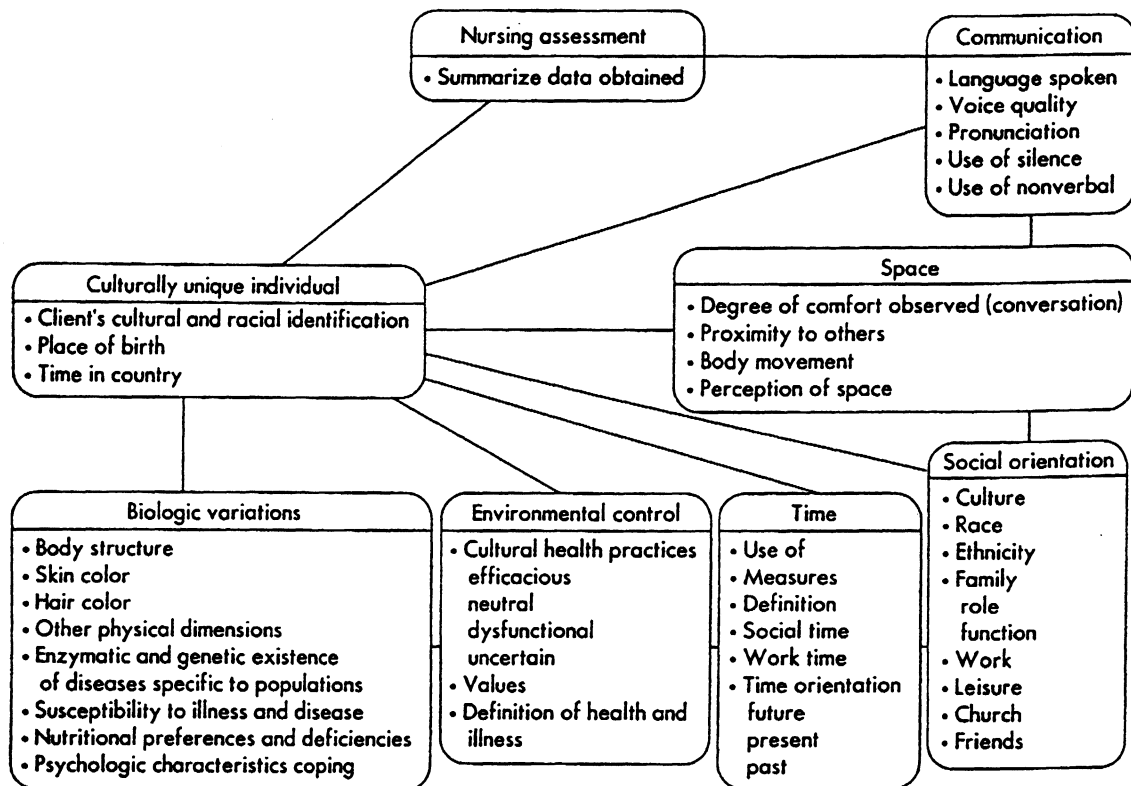 Nursing assessment
• Summarize data obtained
Communication
• Language spoken
• Voice quality
• Pronunciation
• Use of silence
• Use of nonverbal
Culturally unique individual
• Client's cultural and racial identification
• Place of birth
• Time in country
Space
• Degree of comfort observed (conversation)
• Proximity to others
• Body movement
• Perception of space
Biologic variations
• Body structure
• Skin color
• Hair color
• Other physical dimensions
• Enzymatic and genetic existence
of diseases specific to populations
• Susceptibility to illness and disease
• Nutritional preferences and deficiencies
• Psychologic characteristics coping
Environmental control
• Cultural health practices
efficacious
neutral
dysfunctional
uncertain
• Values
• Definition of health and
illness
Time
• Use of
• Measures
• Definition
• Social time
• Work time
• Time orientation
future
present
past
Social orientation
• Culture
• Race
• Ethnicity
• Family
role
function
• Work
• Leisure
• Church
• Friends